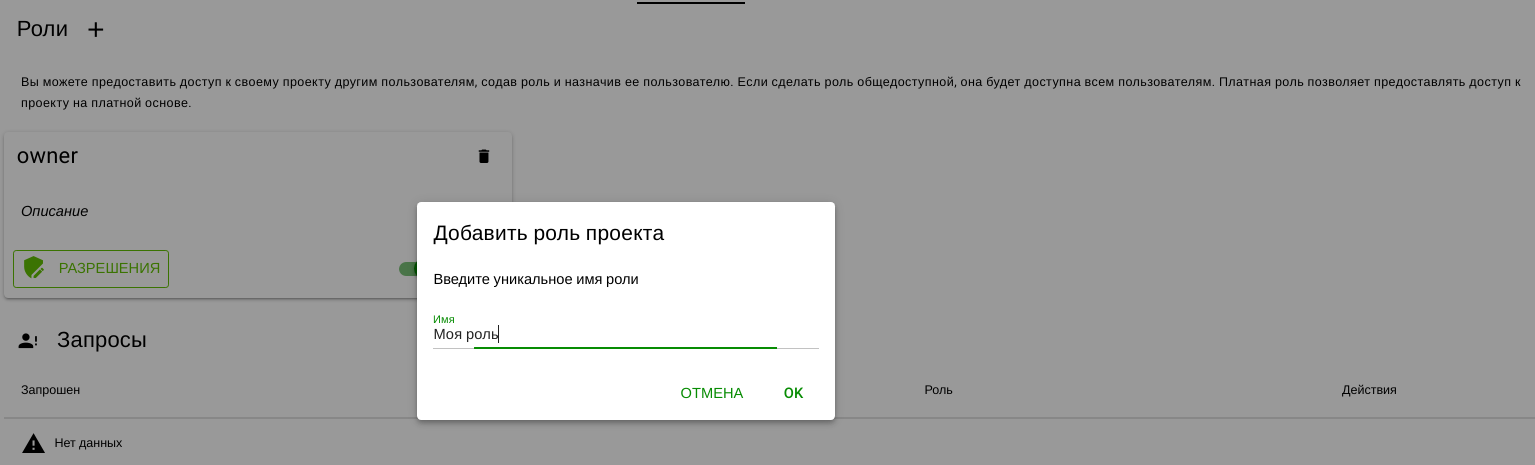 Роли
Вы можете предоставить доступ к своему проекту другим пользователям, содав роль и назначив ее пользователю. Если сделать роль общедоступной, она будет доступна всем пользователям. Платная роль позволяет предоставлять доступ к
проекту на платной основе.
owner
Описание
РАЗРЕШЕНИЯ
Добавить роль проекта
Введите уникальное имя роли
Имя
Моя роль
ОТМЕНА OK
Запросы
Запрошен Роль Действия
Нет данных